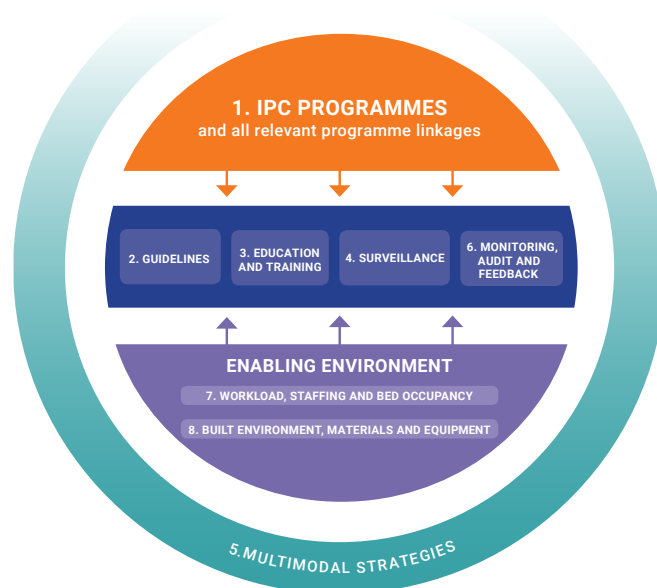 1. IPC PROGRAMMES
and all relevant programme linkages
2. GUIDELINES
3. EDUCATION
AND TRAINING
4. SURVEILLANCE
6. MONITORING,
AUDIT AND
FEEDBACK
ENABLING ENVIRONMENT
7. WORKLOAD, STAFFING AND BED OCCUPANCY
8. BUILT ENVIRONMENT, MATERIALS AND EQUIPMENT
5.MULTIMODAL STRATEGIES